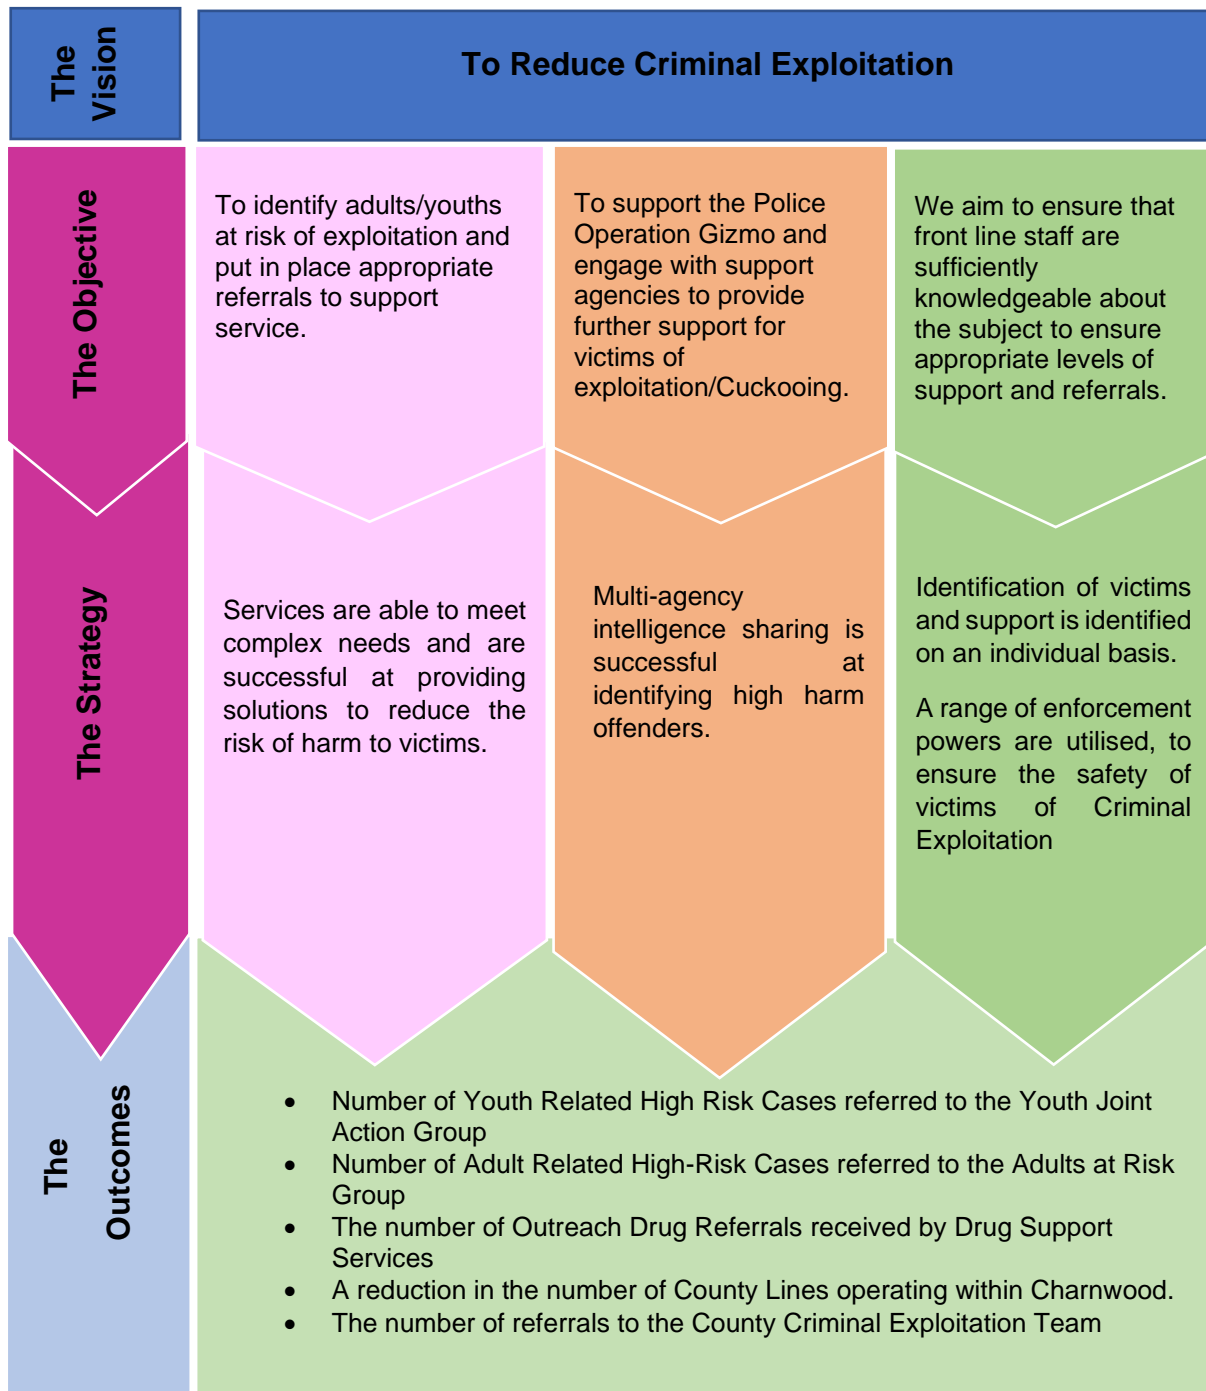 The
Vision
To Reduce Criminal Exploitation
The Objective
To identify adults/youths
at risk of exploitation and
put in place appropriate
referrals to support
service.
To support the Police
Operation Gizmo and
engage with support
agencies to provide
further support for
victims of
exploitation/Cuckooing.
We aim to ensure that
front line staff are
sufficiently
knowledgeable about
the subject to ensure
appropriate levels of
support and referrals.
The Strategy
Services are able to meet
complex needs and are
successful at providing
solutions to reduce the
risk of harm to victims.
Multi-agency
intelligence sharing is
successful at
identifying high harm
offenders.
Identification of victims
and support is identified
on an individual basis.
A range of enforcement
powers are utilised, to
ensure the safety of
victims of Criminal
Exploitation
The
Outcomes
• Number of Youth Related High Risk Cases referred to the Youth Joint
Action Group
• Number of Adult Related High-Risk Cases referred to the Adults at Risk
Group
• The number of Outreach Drug Referrals received by Drug Support
Services
• A reduction in the number of County Lines operating within Charnwood.
• The number of referrals to the County Criminal Exploitation Team